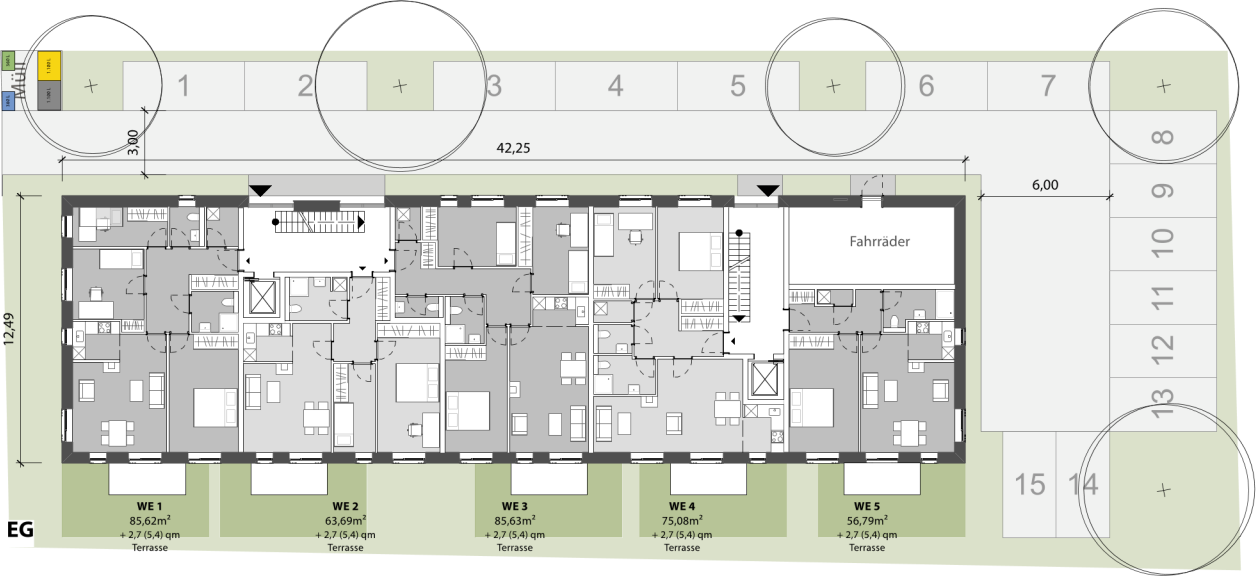 Müll
1.100 L
1.100 L
1
2
3
4
5
6
7
8
9
10
11
12
13
14
15
3,00
42,25
6,00
12,49
Fahrräder
WE 1
85,62m²
+ 2,7 (5,4) qm
Terrasse
WE 2
63,69m²
+ 2,7 (5,4) qm
Terrasse
WE 3
85,63m²
+ 2,7 (5,4) qm
Terrasse
WE 4
75,08m²
+ 2,7 (5,4) qm
Terrasse
WE 5
56,79m²
+ 2,7 (5,4) qm
Terrasse
EG